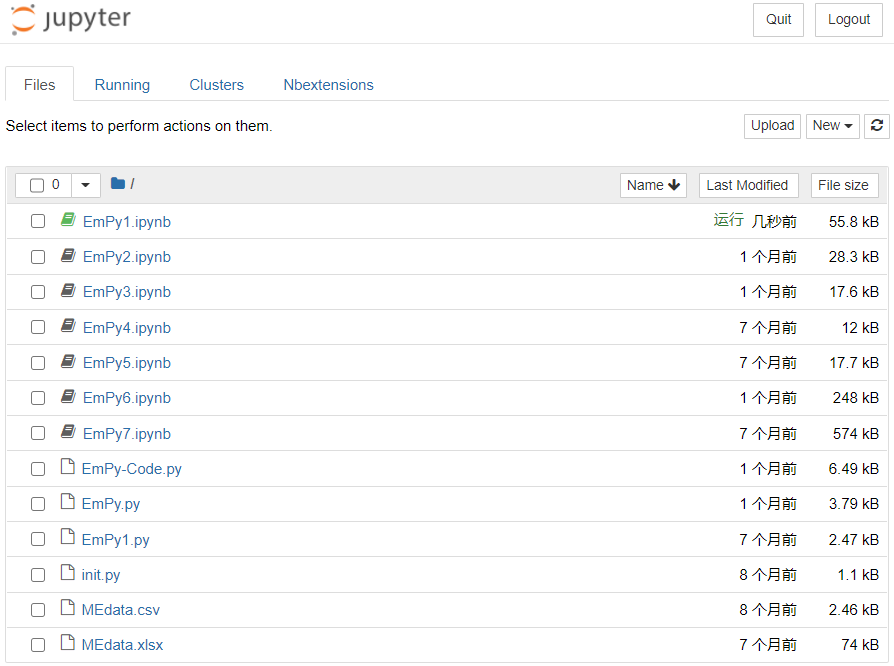 jupyter Quit Logout
Files Running Clusters Nbextensions
Select items to perform actions on them. Upload New
0 / Name Last Modified File size
EmPy1.ipynb 运行 几秒前 55.8 kB
EmPy2.ipynb 1 个月前 28.3 kB
EmPy3.ipynb 1 个月前 17.6 kB
EmPy4.ipynb 7 个月前 12 kB
EmPy5.ipynb 7 个月前 17.7 kB
EmPy6.ipynb 1 个月前 248 kB
EmPy7.ipynb 7 个月前 574 kB
EmPy-Code.py 1 个月前 6.49 kB
EmPy.py 1 个月前 3.79 kB
EmPy1.py 7 个月前 2.47 kB
init.py 8 个月前 1.1 kB
MEdata.csv 8 个月前 2.46 kB
MEdata.xlsx 7 个月前 74 kB